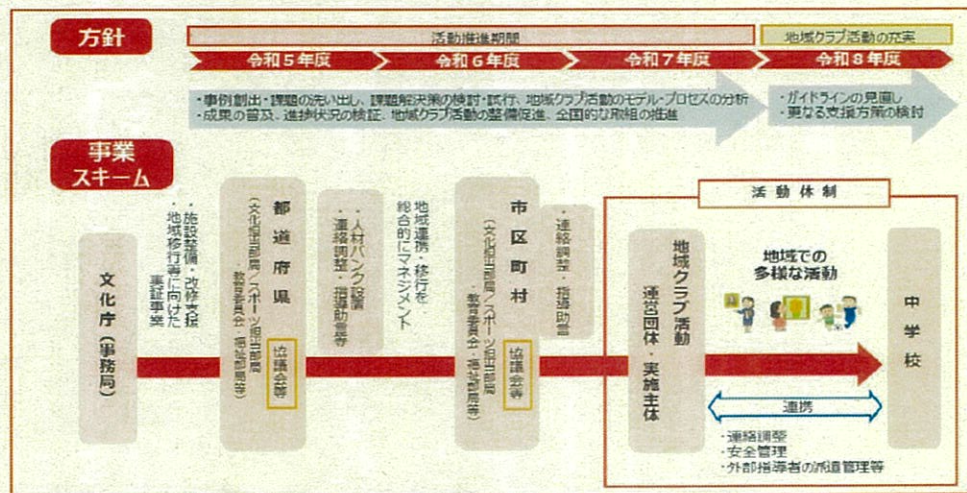 方針
活動推進期間
地域クラブ活動の充実
令和5年度
令和6年度
令和7年度
令和8年度
・事例創出・課題の洗い出し、課題解決策の検討・試行、地域クラブ活動のモデル・プロセスの分析
・成果の普及、進捗状況の検証、地域クラブ活動の整備促進、全国的な取組の推進
・ガイドラインの見直し
・更なる支援方策の検討
事業
スキーム
文化庁(事務局)
・施設整備・改修支援
・地域移行等に向けた
実証事業
都道府県
(文化担当部局/スポーツ担当部局
・教育委員会・福祉部局等)
協議会等
・人材バンク設置
・連絡調整・指導助言等
地域連携・移行を
総合的にマネジメント
市区町村
(文化担当部局/スポーツ担当部局
・教育委員会・福祉部局等)
協議会等
・連絡調整・指導助言
活動体制
地域クラブ活動
運営団体・実施主体
地域での
多様な活動
中学校
連携
・連絡調整
・安全管理
・外部指導者の派遣管理等